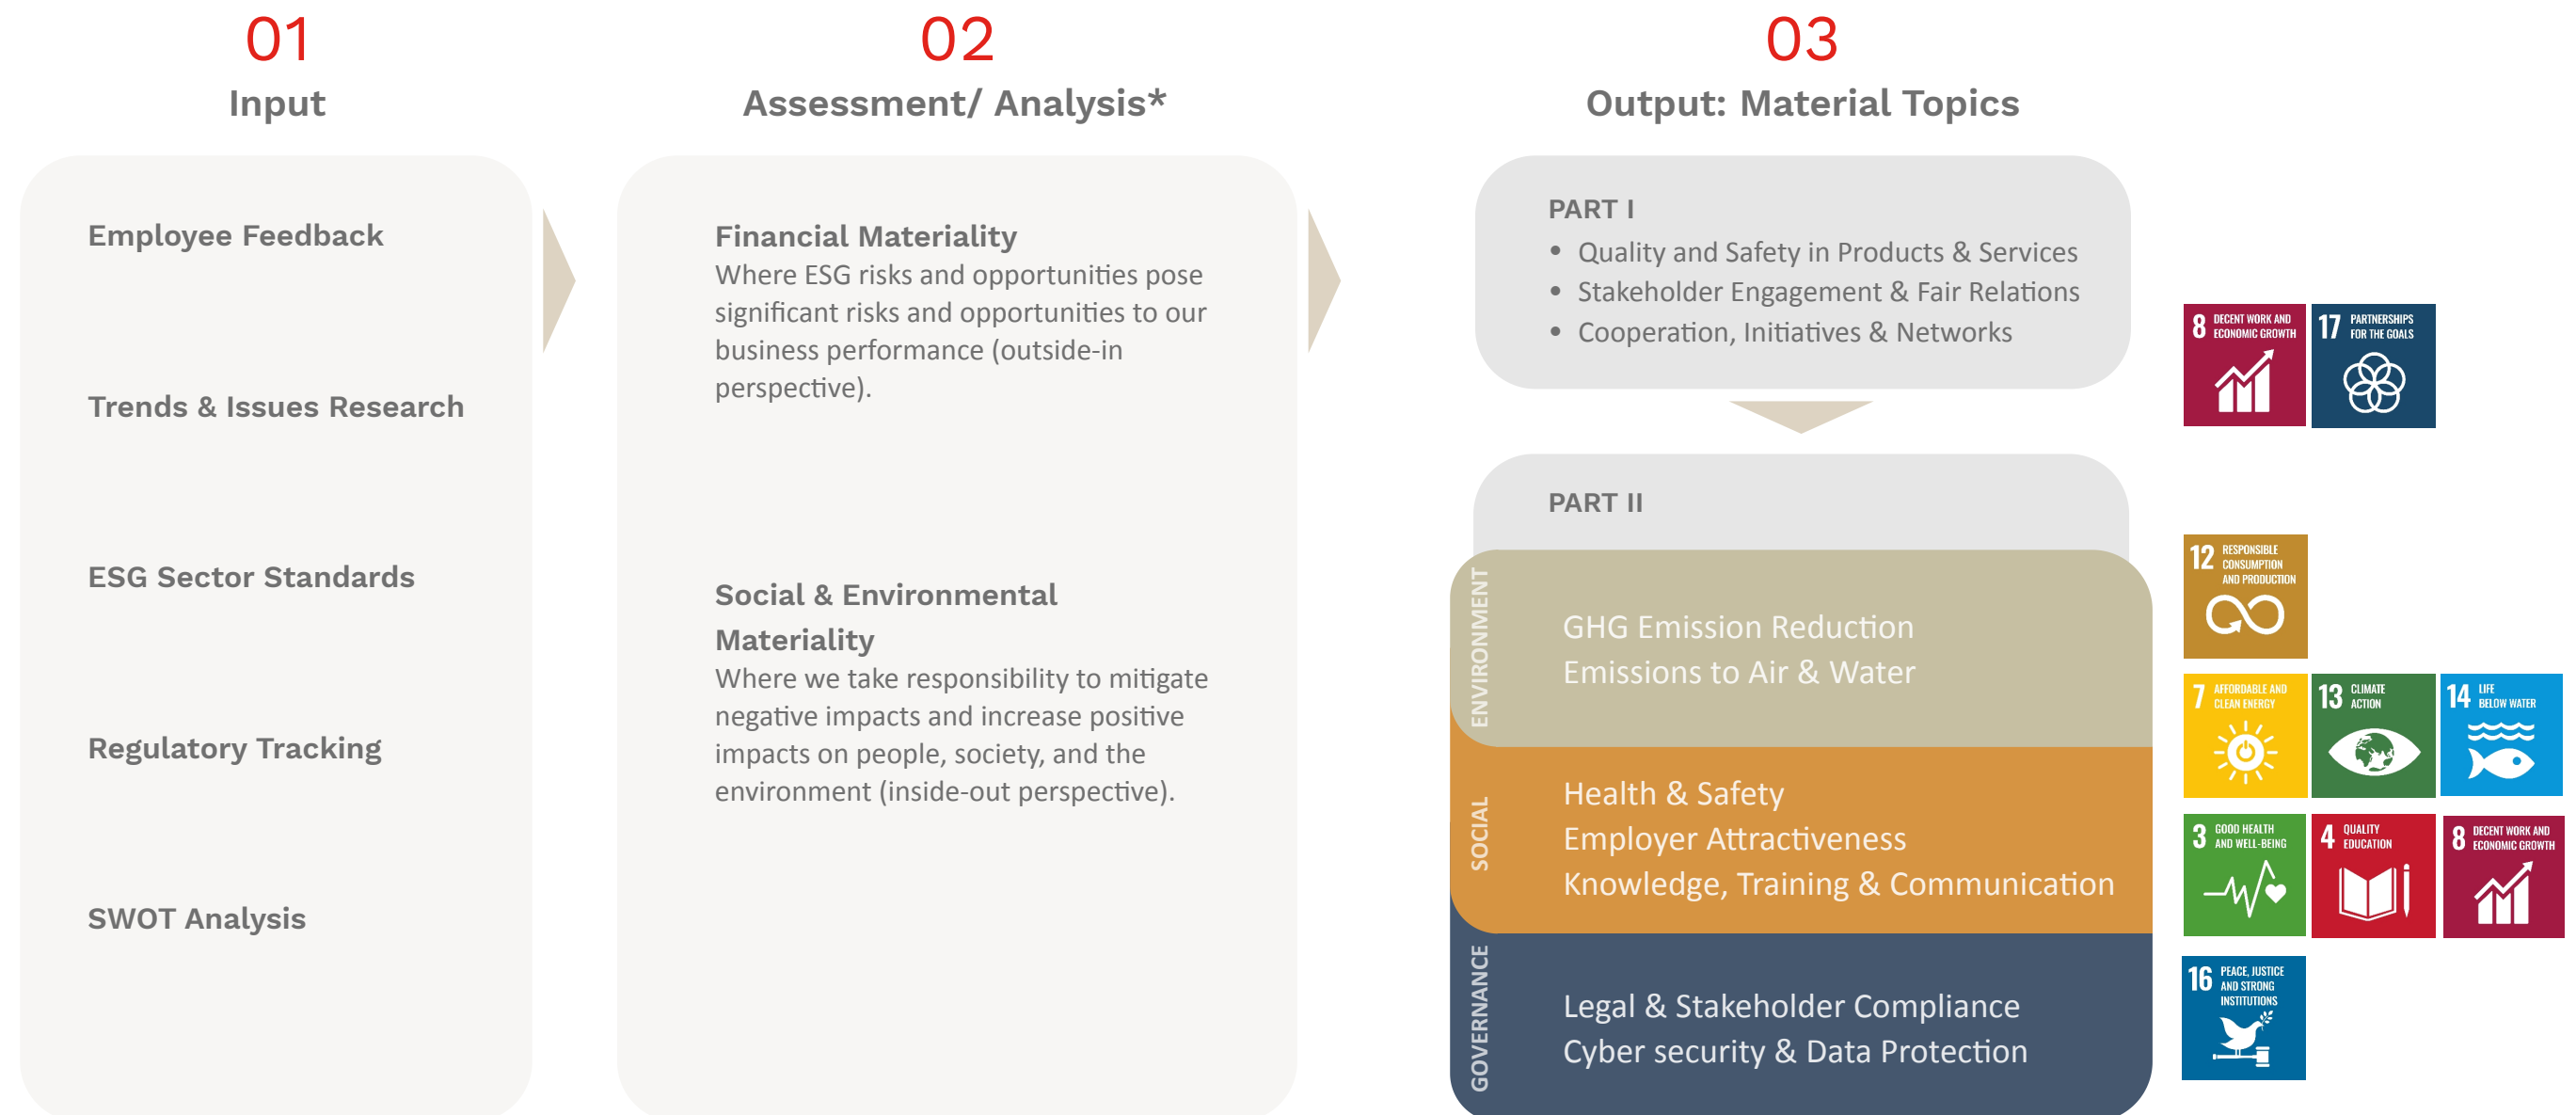 01
Input
Employee Feedback
Trends & Issues Research
ESG Sector Standards
Regulatory Tracking
SWOT Analysis
02
Assessment/ Analysis*
Financial Materiality
Where ESG risks and opportunities pose
significant risks and opportunities to our
business performance (outside-in
perspective).
Social & Environmental
Materiality
Where we take responsibility to mitigate
negative impacts and increase positive
impacts on people, society, and the
environment (inside-out perspective).
03
Output: Material Topics
PART I
• Quality and Safety in Products & Services
• Stakeholder Engagement & Fair Relations
• Cooperation, Initiatives & Networks
8 DECENT WORK AND
ECONOMIC GROWTH
17 PARTNERSHIPS
FOR THE GOALS
PART II
ENVIRONMENT
GHG Emission Reduction
Emissions to Air & Water
12 RESPONSIBLE
CONSUMPTION
AND PRODUCTION
7 AFFORDABLE AND
CLEAN ENERGY
13 CLIMATE
ACTION
14 LIFE
BELOW WATER
SOCIAL
Health & Safety
Employer Attractiveness
Knowledge, Training & Communication
3 GOOD HEALTH
AND WELL-BEING
4 QUALITY
EDUCATION
8 DECENT WORK AND
ECONOMIC GROWTH
GOVERNANCE
Legal & Stakeholder Compliance
Cyber security & Data Protection
16 PEACE, JUSTICE
AND STRONG
INSTITUTIONS